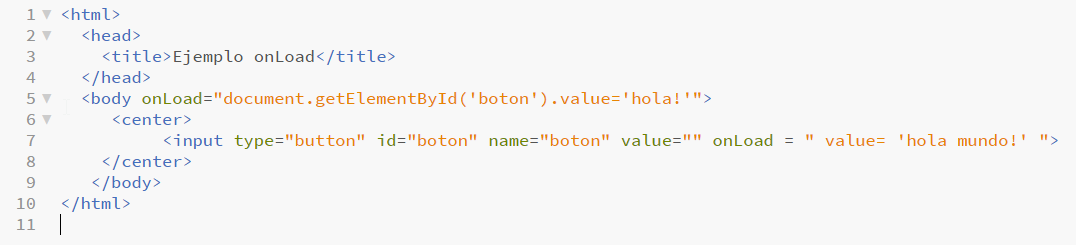 1 <html>
2 <head>
3 <title>Ejemplo onLoad</title>
4 </head>
5 <body onLoad="document.getElementById('boton').value='hola!'">
6 <center>
7 <input type="button" id="boton" name="boton" value="" onLoad = " value= 'hola mundo!' ">
8 </center>
9 </body>
10 </html>
11